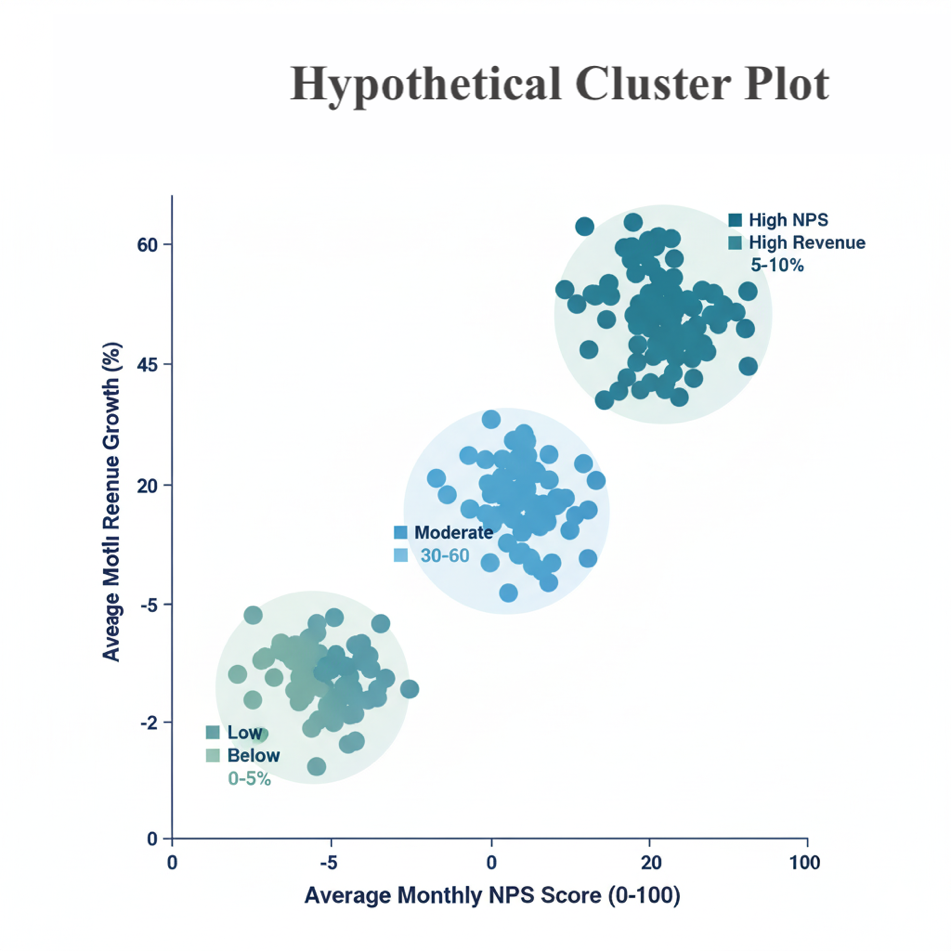 Hypothetical Cluster Plot
High NPS
High Revenue
5-10%
60
45
20
-5
-2
0
Aveage Motll Reenue Growth (%)
Moderate
30-60
Low
Below
0-5%
0
-5
0
20
100
Average Monthly NPS Score (0-100)